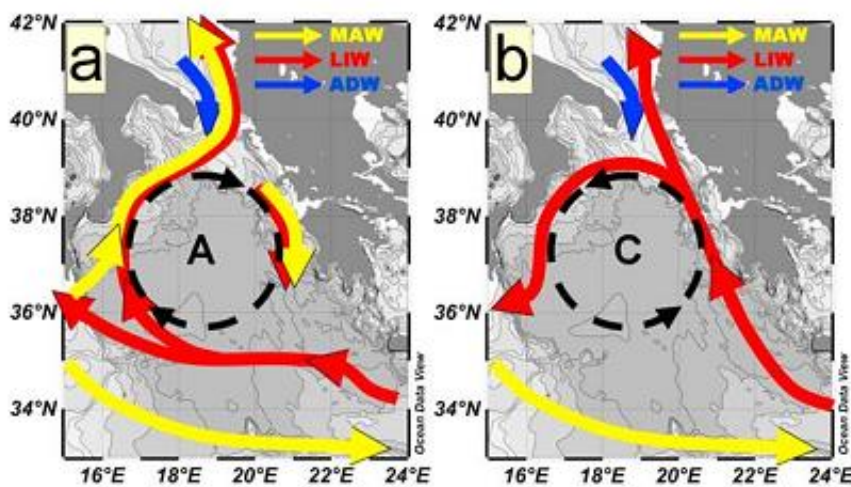 42°N
40°N
38°N
36°N
34°N
16°E 18°E 20°E 22°E 24°E
a
MAW
LIW
ADW
A
Ocean Data View
42°N
40°N
38°N
36°N
34°N
16°E 18°E 20°E 22°E 24°E
b
MAW
LIW
ADW
C
Ocean Data View